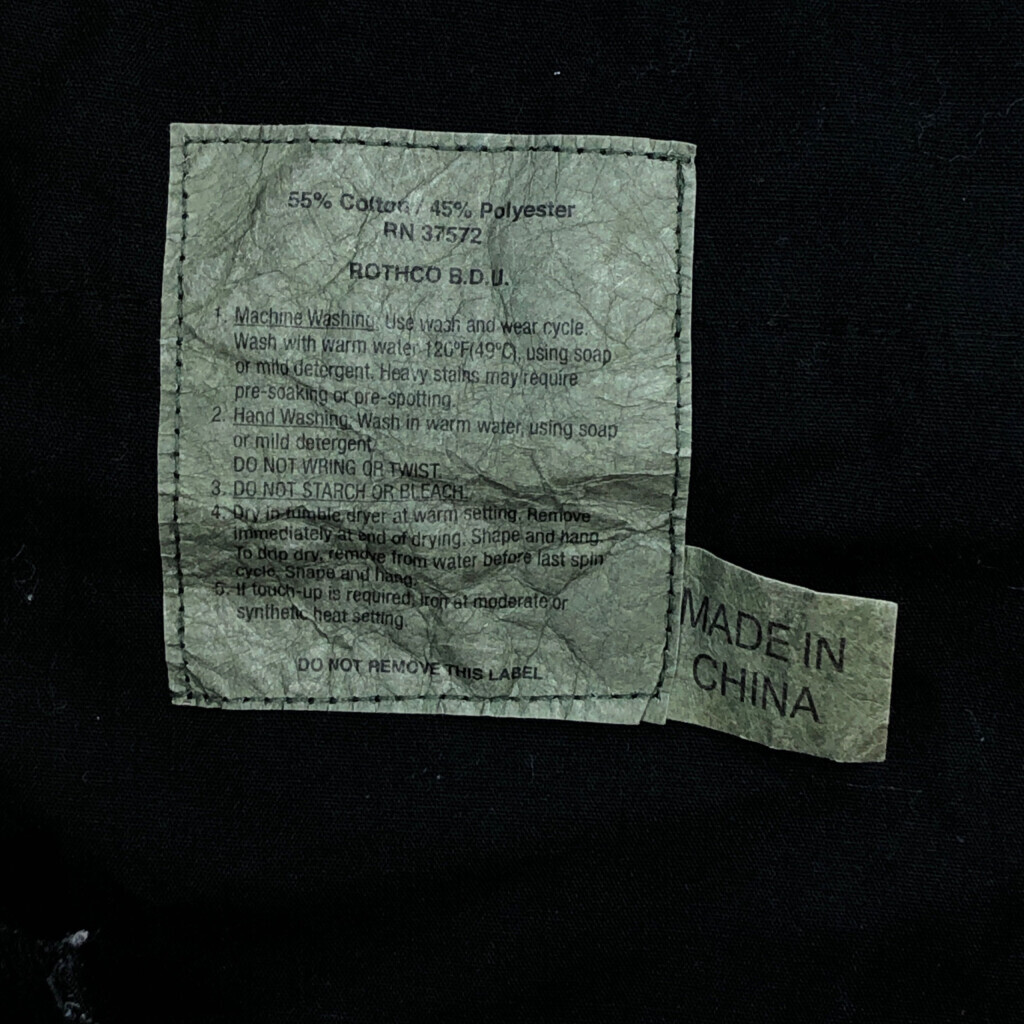 55% Cotton / 45% Polyester
RN 37572
ROTHCO B.D.U.
1. Machine Washing: Use wash and wear cycle.
Wash with warm water 120°F(49°C), using soap
or mild detergent. Heavy stains may require
pre-soaking or pre-spotting.
2. Hand Washing: Wash in warm water, using soap
or mild detergent.
DO NOT WRING OR TWIST.
3. DO NOT STARCH OR BLEACH.
4. Dry in tumble dryer at warm setting. Remove
immediately at end of drying. Shape and hang.
To drip dry, remove from water before last spin
cycle. Shape and hang.
5. If touch-up is required, iron at moderate or
synthetic heat setting.
DO NOT REMOVE THIS LABEL
MADE IN
CHINA